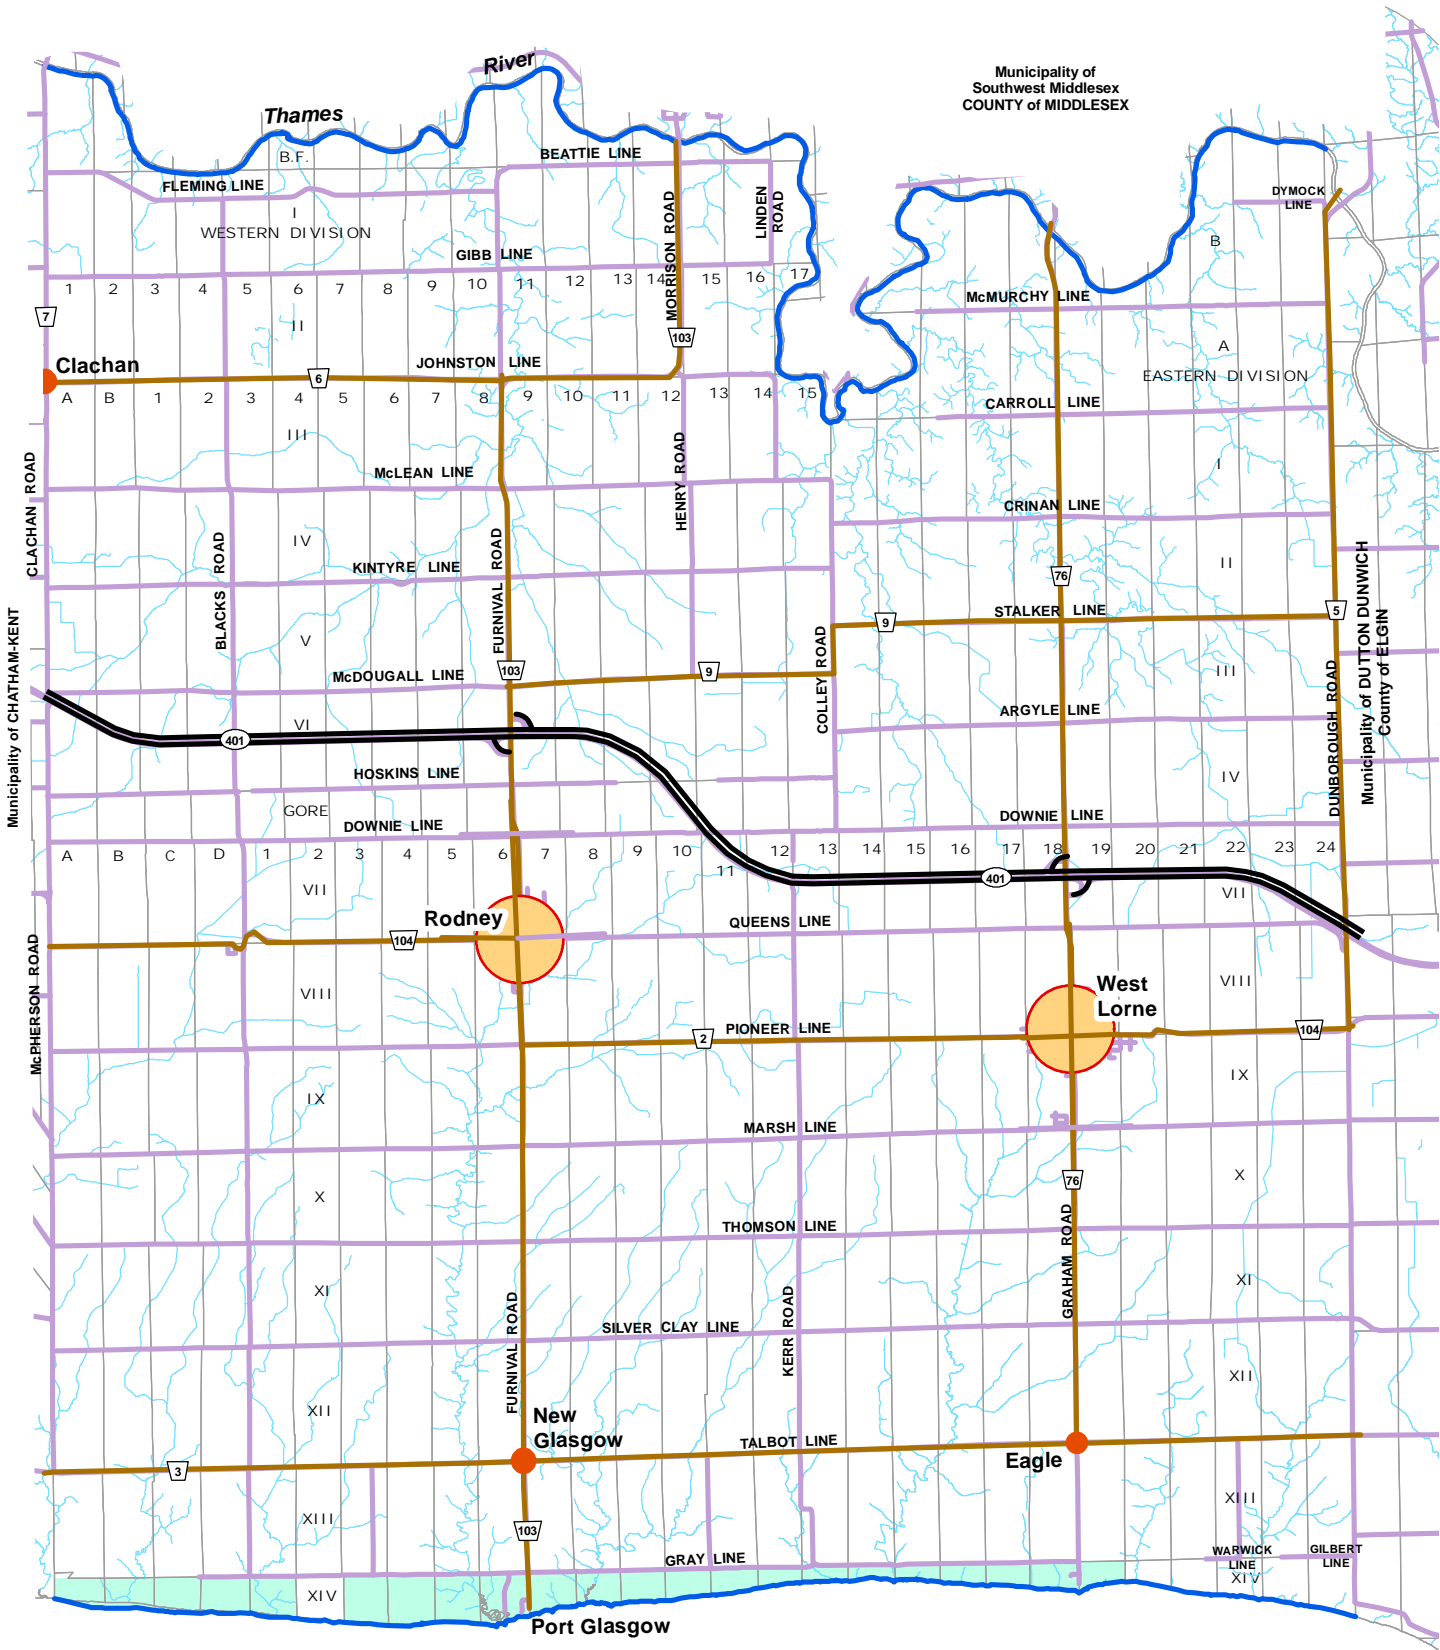 River
Thames
Municipality of
Southwest Middlesex
COUNTY of MIDDLESEX
B.F.
BEATTIE LINE
FLEMING LINE
DYMOCK
LINE
I
WESTERN DIVISION
MORRISON ROAD
LINDEN
ROAD
B
GIBB LINE
1 2 3 4 5 6 7 8 9 10 11 12 13 14 15 16 17
McMURCHY LINE
7
II
103
A
JOHNSTON LINE
Clachan
6
EASTERN DIVISION
A B 1 2 3 4 5 6 7 8 9 10 11 12 13 14 15
CARROLL LINE
III
McLEAN LINE
HENRY ROAD
I
CLACHAN ROAD
CRINAN LINE
BLACKS ROAD
IV
FURNIVAL ROAD
KINTYRE LINE
II
76
Municipality of CHATHAM-KENT
V
COLLEY ROAD
9
STALKER LINE
5
Municipality of DUTTON DUNWICH
County of ELGIN
McDOUGALL LINE
103
9
III
DUNBOROUGH ROAD
VI
401
ARGYLE LINE
HOSKINS LINE
IV
GORE
DOWNIE LINE
DOWNIE LINE
A B C D 1 2 3 4 5 6 7 8 9 10 11 12 13 14 15 16 17 18 19 20 21 22 23 24
VII
401
VII
Rodney
QUEENS LINE
McPHERSON ROAD
104
VIII
West
Lorne
VIII
PIONEER LINE
2
104
IX
IX
MARSH LINE
X
76
X
THOMSON LINE
GRAHAM ROAD
XI
XI
FURNIVAL ROAD
SILVER CLAY LINE
KERR ROAD
XII
XII
New
Glasgow
TALBOT LINE
Eagle
3
XIII
103
XIII
GRAY LINE
WARWICK
LINE
GILBERT
LINE
XIV
XIV
Port Glasgow